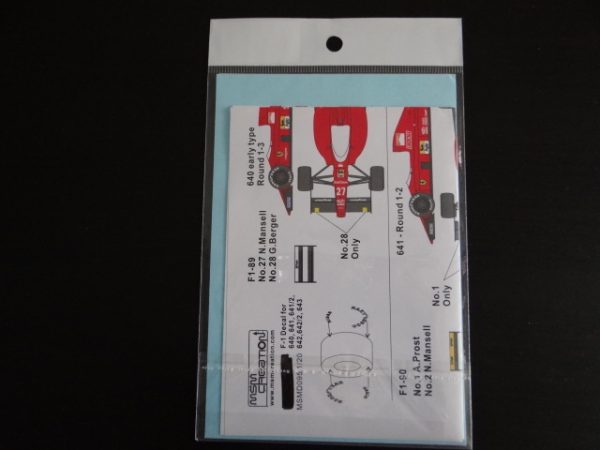 MSM
CREATION
www.msm-creation.com
F-1 Decal for
640, 641, 641/2,
642, 642/2, 643
MSMD095 1/20
F1-89
No.27 N.Mansell
No.28 G.Berger
640 early type
Round 1-3
27
No.28
Only
F1-90
No.1 A.Prost
No.2 N.Mansell
641 - Round 1-2
No.1
Only